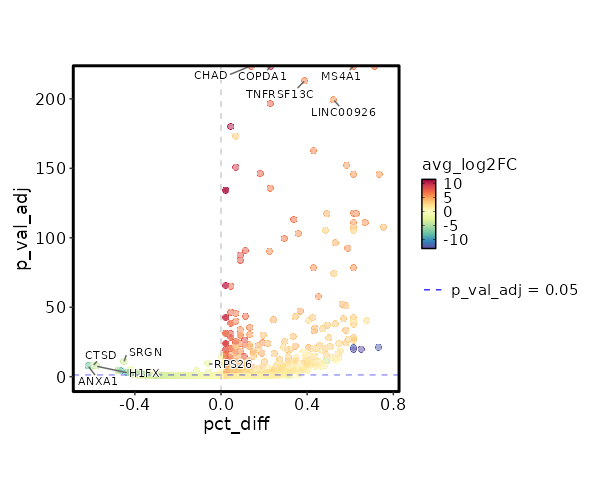 CHAD
COPDA1
MS4A1
TNFRSF13C
LINC00926
CTSD
SRGN
RPS26
H1FX
ANXA1
200
150
100
50
0
p_val_adj
-0.4
0.0
0.4
0.8
pct_diff
avg_log2FC
10
5
0
-5
-10
p_val_adj = 0.05